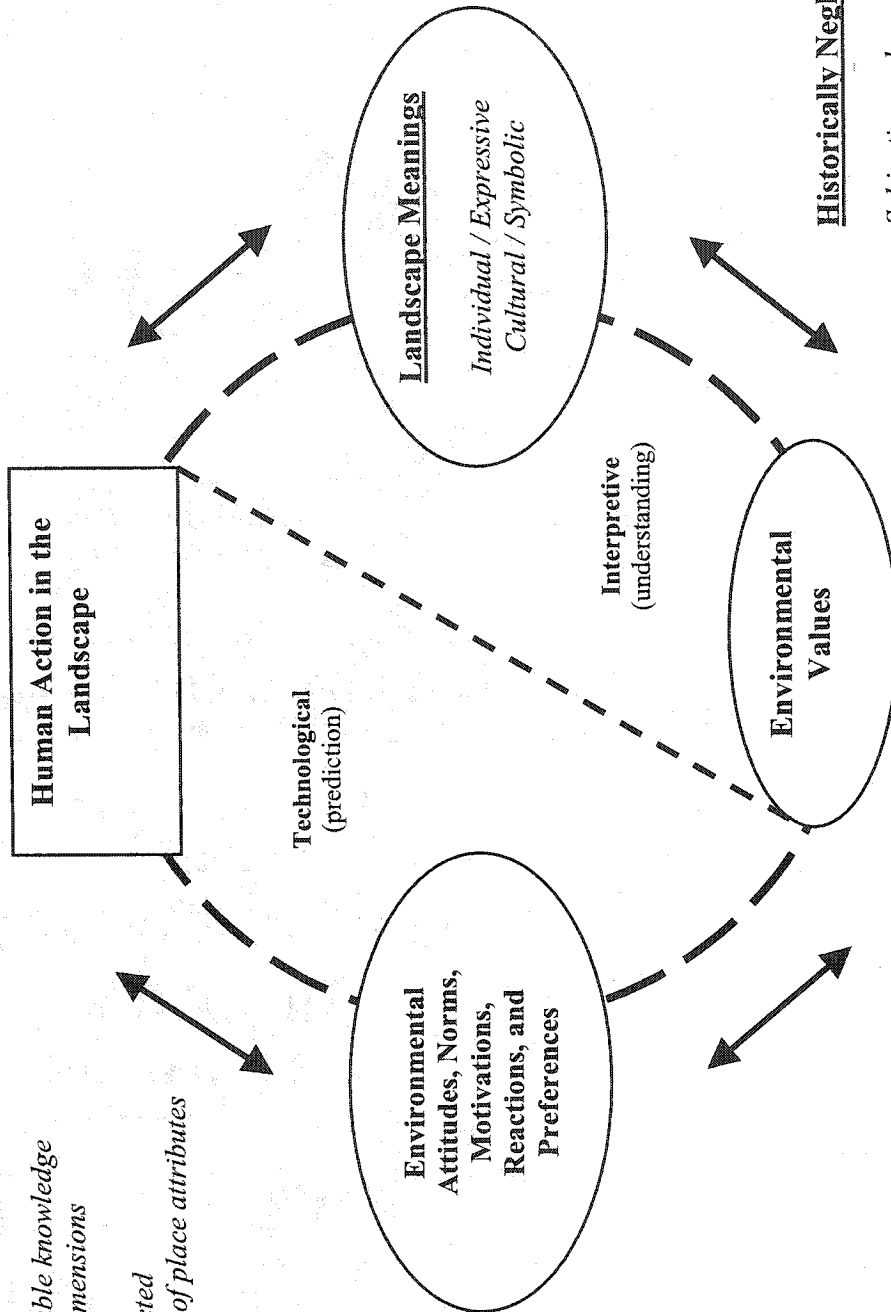 ble knowledge
mensions
ted
of place attributes
Human Action in the
Landscape
Technological
(prediction)
Environmental
Attitudes, Norms,
Motivations,
Reactions, and
Preferences
Landscape Meanings
Individual / Expressive
Cultural / Symbolic
Interpretive
(understanding)
Environmental
Values
Historically Negl